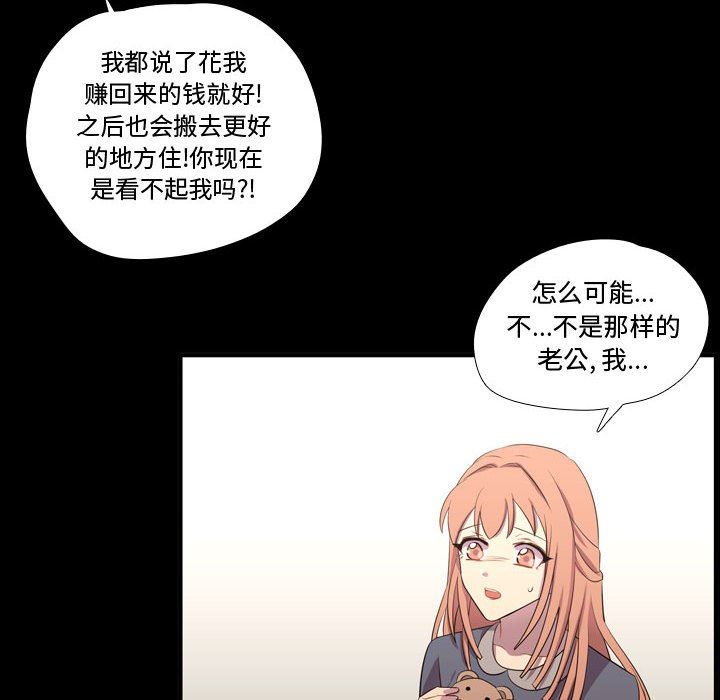 我都说了花我
赚回来的钱就好!
之后也会搬去更好
的地方住!你现在
是看不起我吗?!
怎么可能...
不...不是那样的
老公, 我...